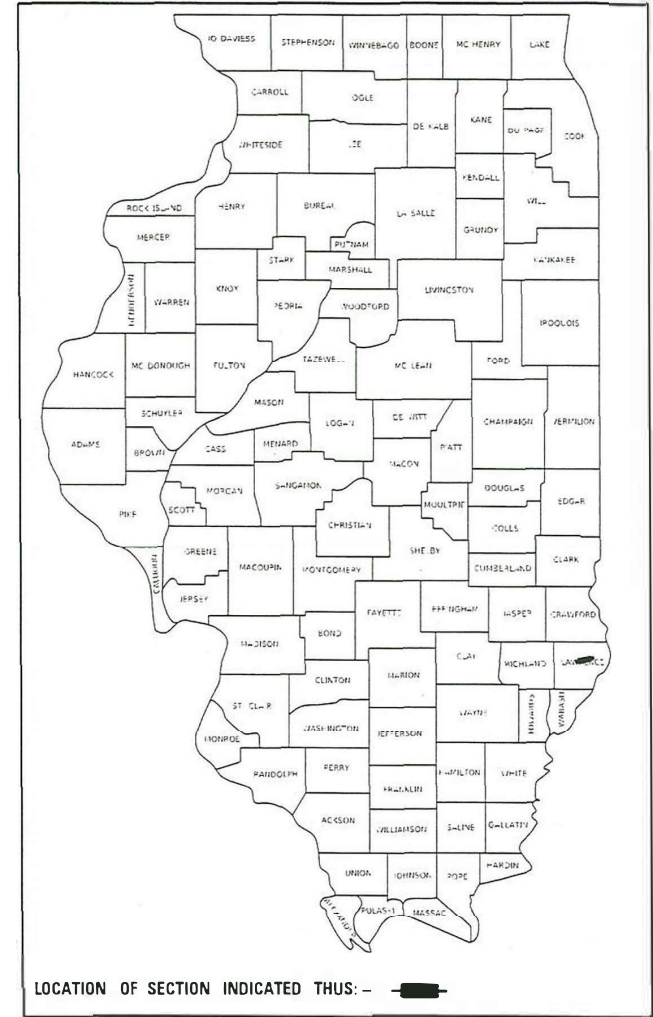 JO DAVIESS STEPHENSON WINNEBAGO BOONE MC HENRY LAKE
CARROLL OGLE DE KALB KANE DU PAGE COOK
WHITESIDE LEE
KENDALL
ROCK ISLAND HENRY BUREAU LA SALLE WILL
MERCER PUTNAM GRUNDY
STARK MARSHALL KANKAKEE
HENDERSON WARREN KNOX PEORIA WOODFORD LIVINGSTON IROQUOIS
HANCOCK MC DONOUGH FULTON TAZEWELL MC LEAN FORD
SCHUYLER MASON
ADAMS BROWN CASS MENARD LOGAN DE WITT PIATT CHAMPAIGN VERMILION
MACON
PIKE SCOTT MORGAN SANGAMON CHRISTIAN MOULTRIE DOUGLAS EDGAR
COLES
CALHOUN GREENE MACOUPIN MONTGOMERY SHELBY CUMBERLAND CLARK
JERSEY
FAYETTE EFFINGHAM JASPER CRAWFORD
MADISON BOND
CLAY RICHLAND LAWRENCE
CLINTON MARION
ST CLAIR WAYNE EDWARDS WABASH
MONROE WASHINGTON JEFFERSON
RANDOLPH PERRY HAMILTON WHITE
FRANKLIN
JACKSON WILLIAMSON SALINE GALLATIN
UNION JOHNSON POPE HARDIN
ALEXANDER PULASKI MASSAC
LOCATION OF SECTION INDICATED THUS: –